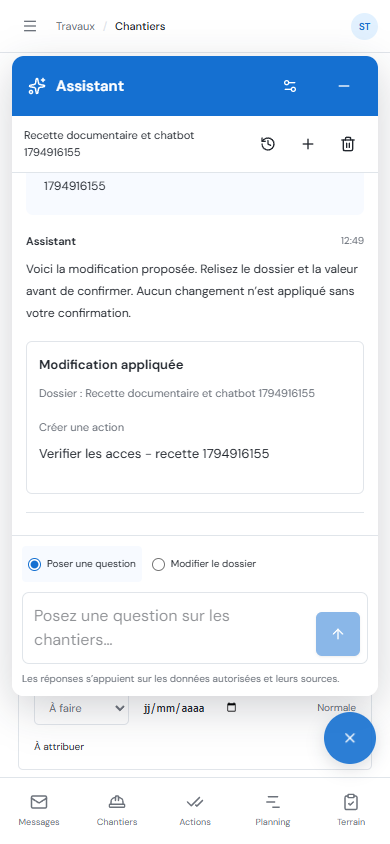 Travaux / Chantiers
ST
Assistant
Recette documentaire et chatbot
1794916155
1794916155
Assistant 12:49
Voici la modification proposée. Relisez le dossier et la valeur
avant de confirmer. Aucun changement n'est appliqué sans
votre confirmation.
Modification appliquée
Dossier : Recette documentaire et chatbot 1794916155
Créer une action
Verifier les acces - recette 1794916155
Poser une question Modifier le dossier
Posez une question sur les
chantiers...
Les réponses s'appuient sur les données autorisées et leurs sources.
À faire jj/mm/aaaa Normale
À attribuer
Messages Chantiers Actions Planning Terrain